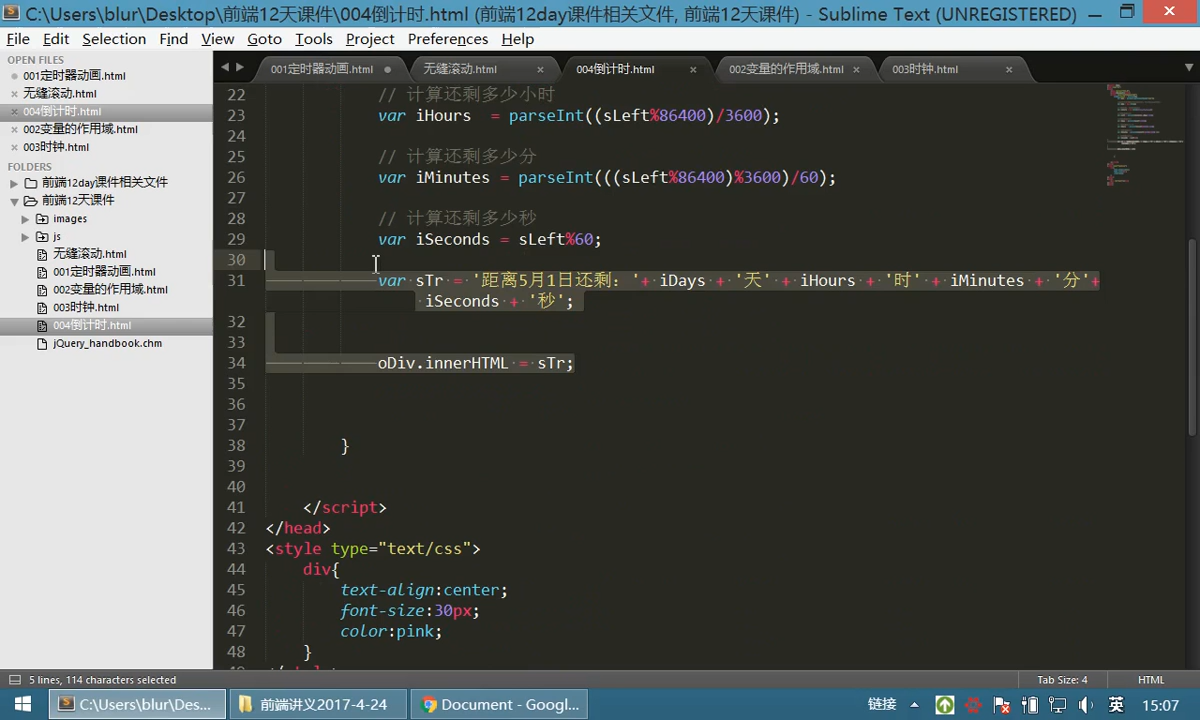 C:\Users\blur\Desktop\前端12天课件\004倒计时.html (前端12day课件相关文件, 前端12天课件) - Sublime Text (UNREGISTERED)
File Edit Selection Find View Goto Tools Project Preferences Help
OPEN FILES
001定时器动画.html
无缝滚动.html
004倒计时.html
002变量的作用域.html
003时钟.html
FOLDERS
前端12day课件相关文件
前端12天课件
images
js
无缝滚动.html
001定时器动画.html
002变量的作用域.html
003时钟.html
004倒计时.html
jQuery_handbook.chm
001定时器动画.html 无缝滚动.html 004倒计时.html 002变量的作用域.html 003时钟.html
22 // 计算还剩多少小时
23 var iHours = parseInt((sLeft%86400)/3600);
24
25 // 计算还剩多少分
26 var iMinutes = parseInt(((sLeft%86400)%3600)/60);
27
28 // 计算还剩多少秒
29 var iSeconds = sLeft%60;
30
31 var sTr = '距离5月1日还剩：'+ iDays + '天' + iHours + '时' + iMinutes + '分'+
iSeconds + '秒';
32
33
34 oDiv.innerHTML = sTr;
35
36
37
38 }
39
40
41 </script>
42 </head>
43 <style type="text/css">
44 div{
45 text-align:center;
46 font-size:30px;
47 color:pink;
48 }
5 lines, 114 characters selected Tab Size: 4 HTML
C:\Users\blur\Des... 前端讲义2017-4-24 Document - Googl... 链接 英 15:07